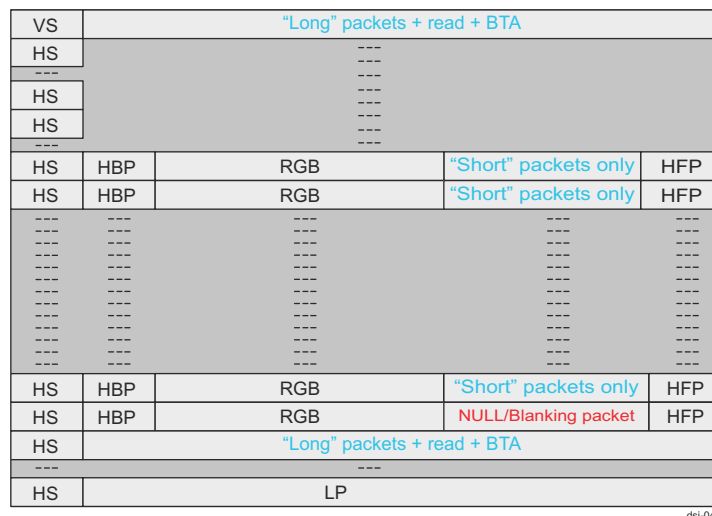 VS “Long” packets + read + BTA
HS ---
--- ---
HS ---
HS ---
--- ---
HS HBP RGB “Short” packets only HFP
HS HBP RGB “Short” packets only HFP
--- --- --- --- ---
--- --- --- --- ---
--- --- --- --- ---
--- --- --- --- ---
--- --- --- --- ---
--- --- --- --- ---
--- --- --- --- ---
--- --- --- --- ---
--- --- --- --- ---
--- --- --- --- ---
--- --- --- --- ---
--- --- --- --- ---
--- --- --- --- ---
HS HBP RGB “Short” packets only HFP
HS HBP RGB NULL/Blanking packet HFP
HS “Long” packets + read + BTA
--- ---
HS LP